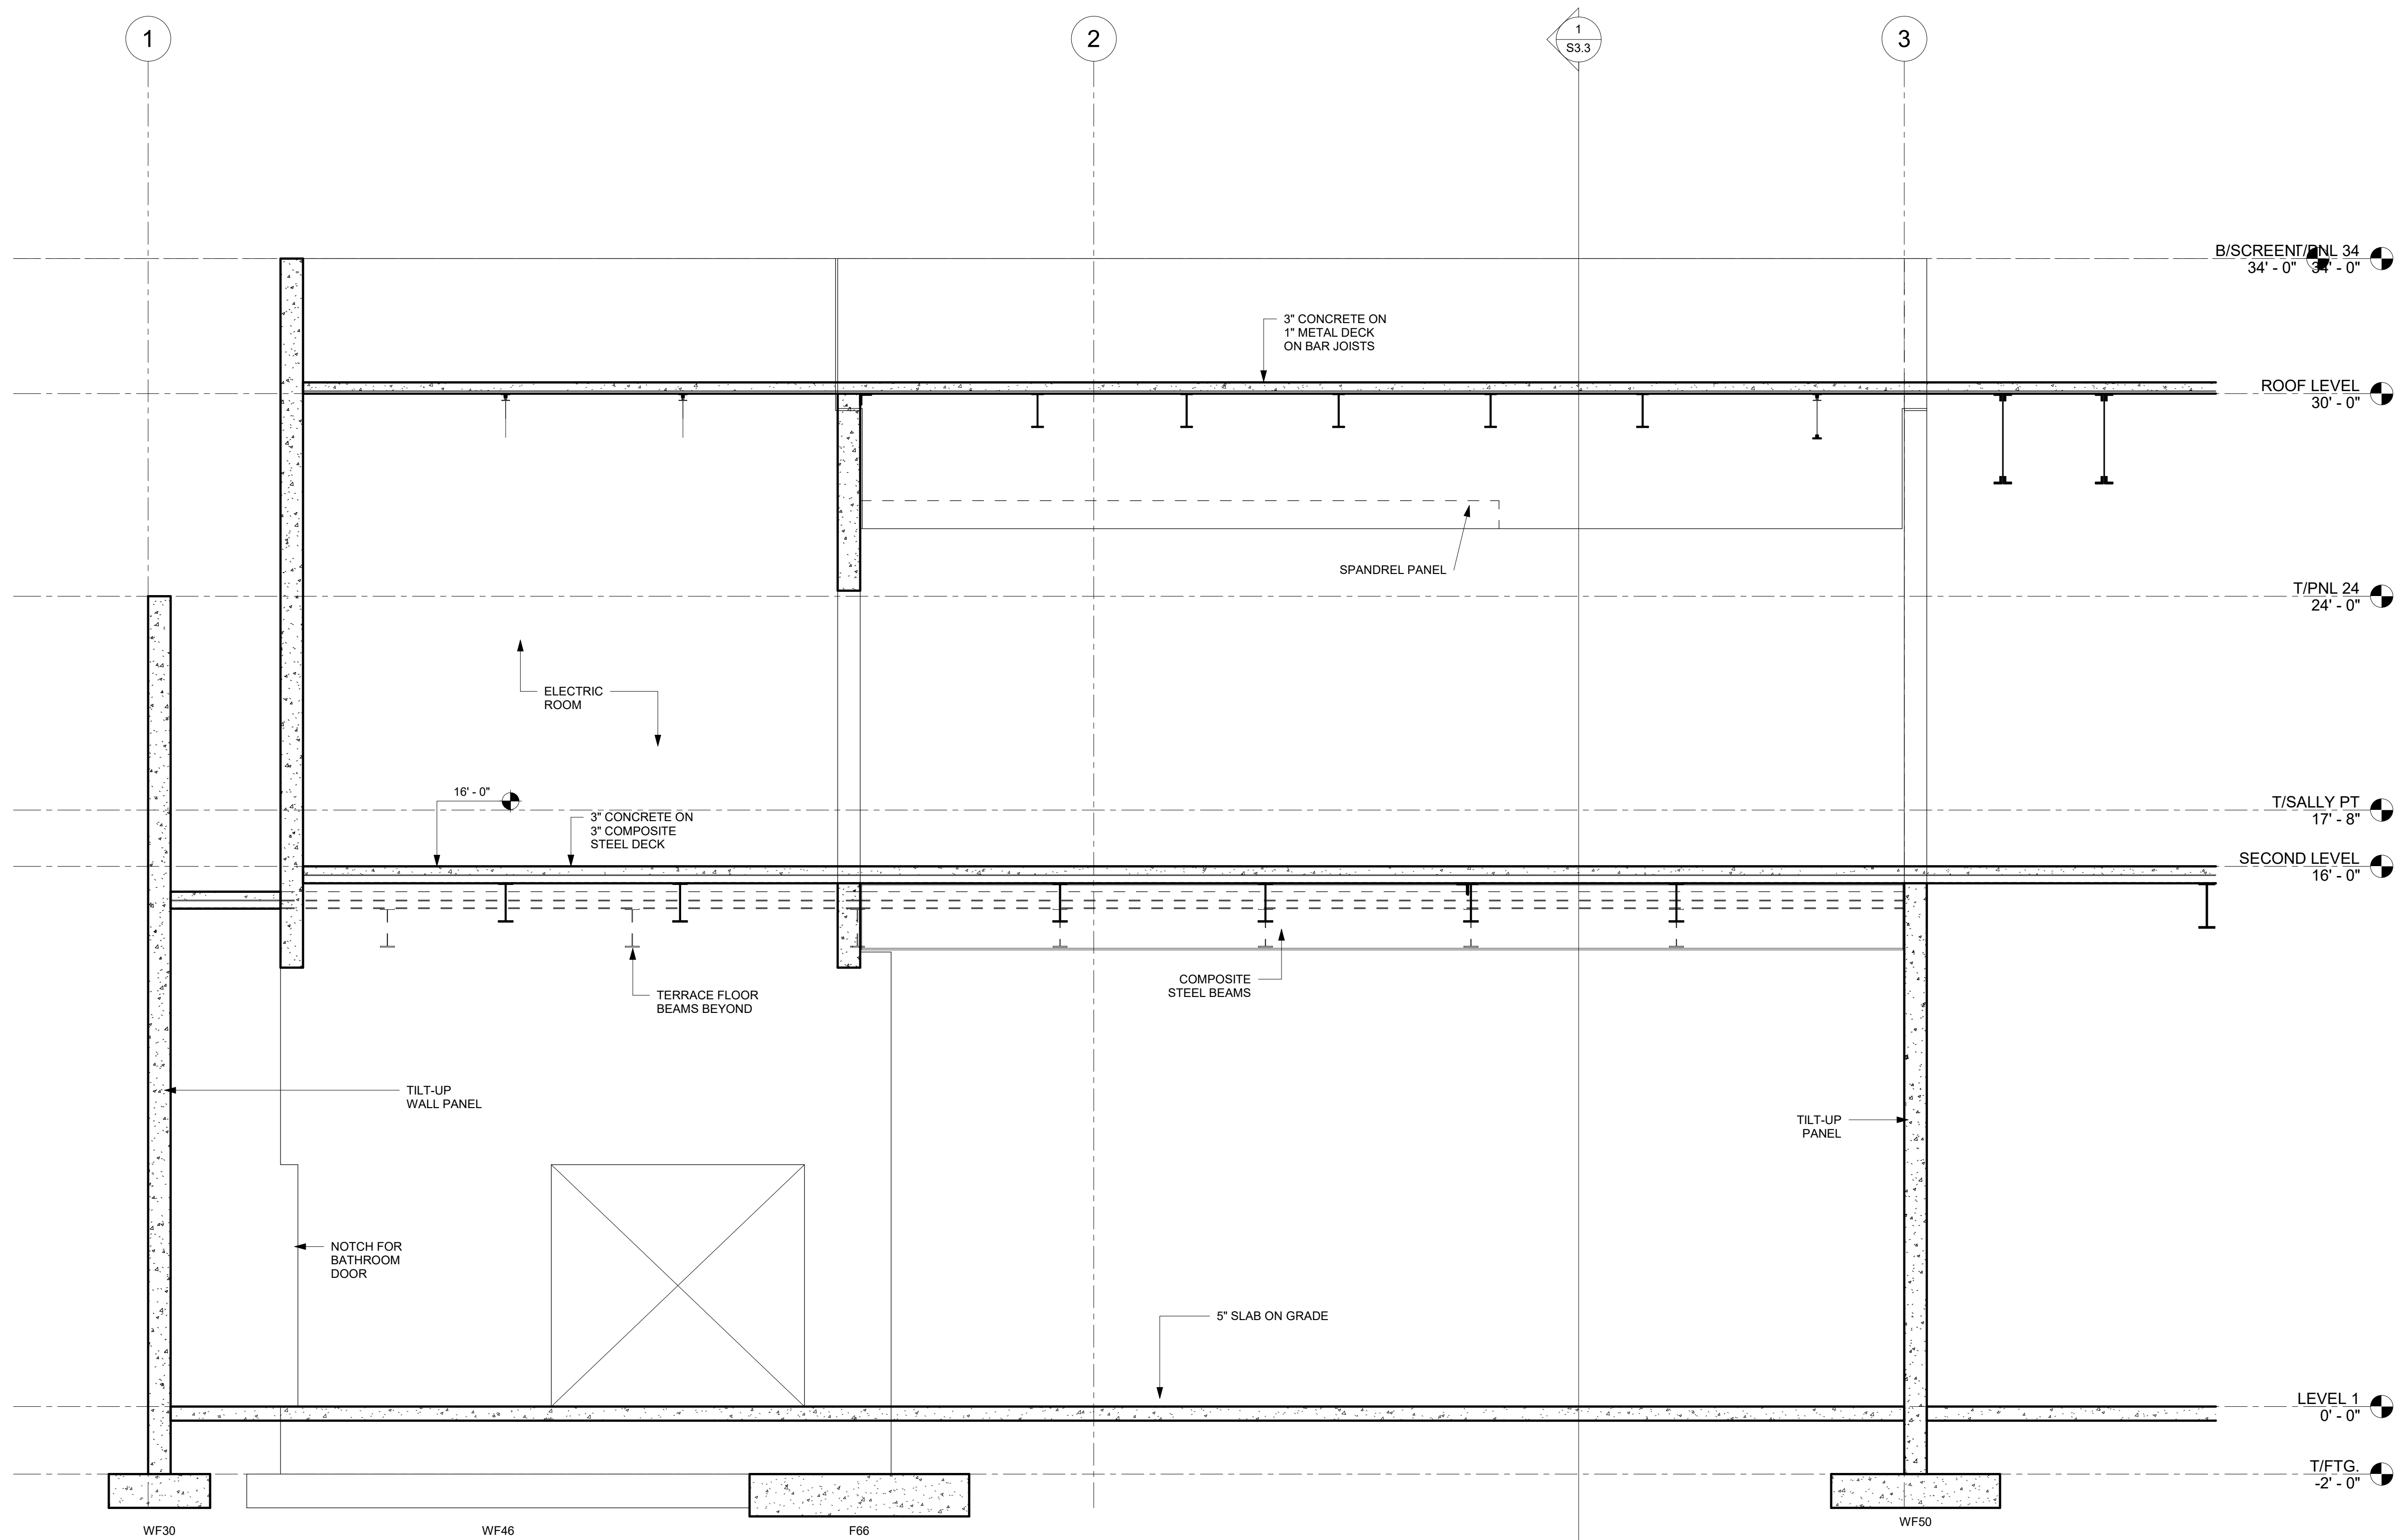 1
2
1
S3.3
3
B/SCREENT/PNL 34
34' - 0" 34' - 0"
3" CONCRETE ON
1" METAL DECK
ON BAR JOISTS
ROOF LEVEL
30' - 0"
SPANDREL PANEL
T/PNL 24
24' - 0"
ELECTRIC
ROOM
16' - 0"
3" CONCRETE ON
3" COMPOSITE
STEEL DECK
T/SALLY PT
17' - 8"
SECOND LEVEL
16' - 0"
COMPOSITE
STEEL BEAMS
TERRACE FLOOR
BEAMS BEYOND
TILT-UP
WALL PANEL
TILT-UP
PANEL
NOTCH FOR
BATHROOM
DOOR
5" SLAB ON GRADE
LEVEL 1
0' - 0"
T/FTG.
-2' - 0"
WF30
WF46
F66
WF50